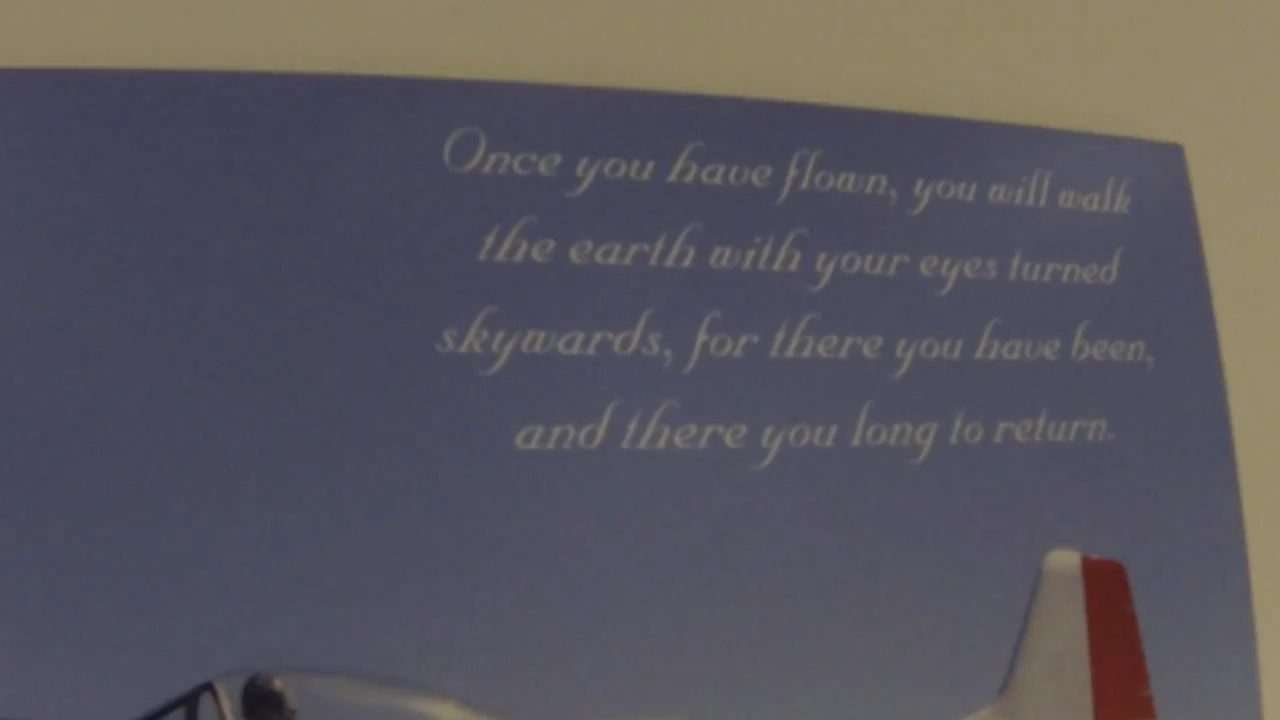 Once you have flown, you will walk
the earth with your eyes turned
skywards, for there you have been,
and there you long to return.